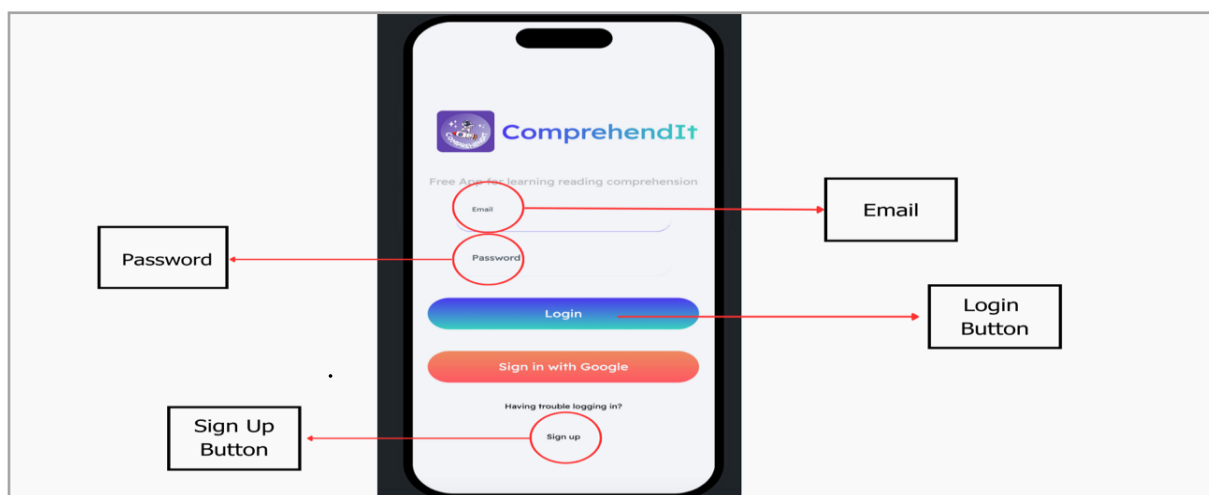 ComprehendIt
Free App for learning reading comprehension
Email
Email
Password
Password
Login
Login
Button
Sign in with Google
Having trouble logging in?
Sign up
Sign Up
Button